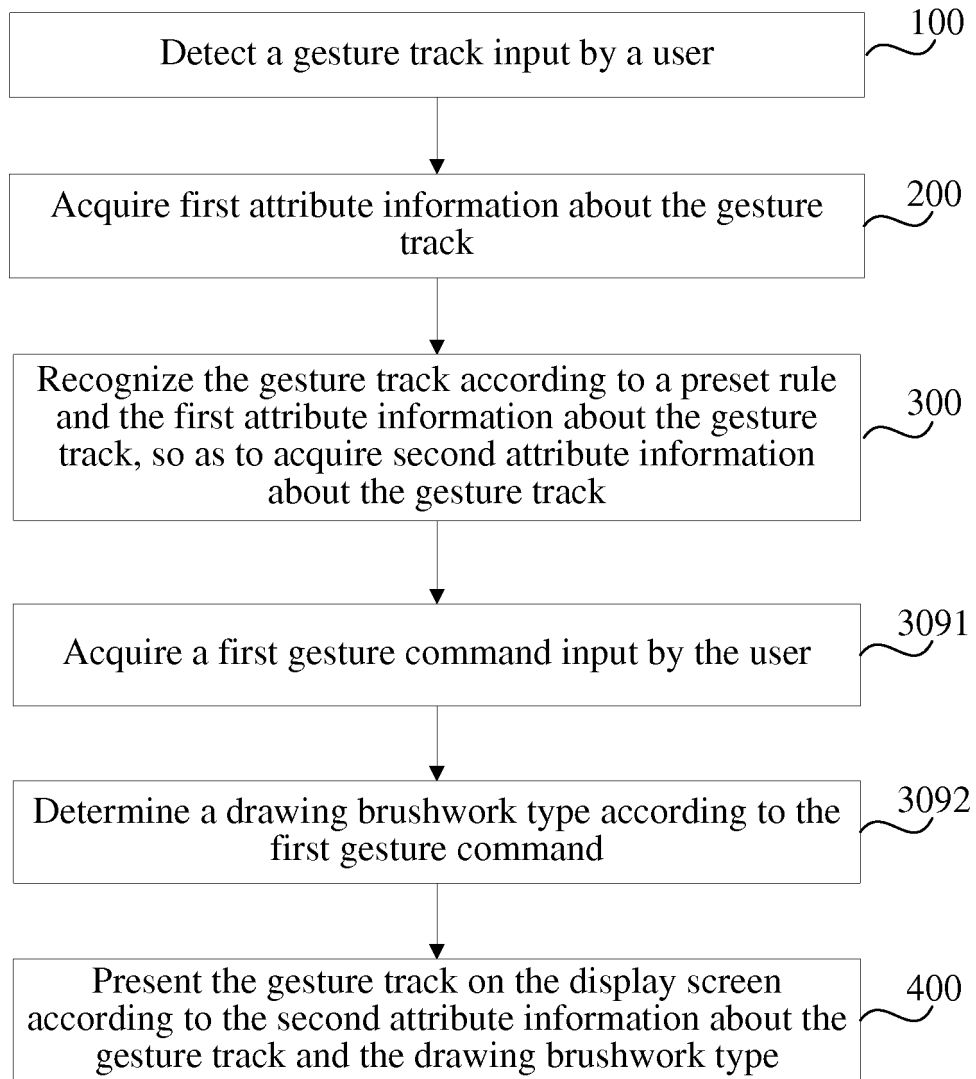 100
Detect a gesture track input by a user
200
Acquire first attribute information about the gesture
track
300
Recognize the gesture track according to a preset rule
and the first attribute information about the gesture
track, so as to acquire second attribute information
about the gesture track
3091
Acquire a first gesture command input by the user
3092
Determine a drawing brushwork type according to the
first gesture command
400
Present the gesture track on the display screen
according to the second attribute information about the
gesture track and the drawing brushwork type